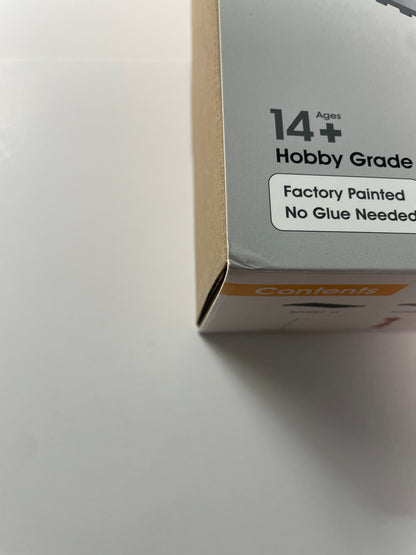 14+ Ages
Hobby Grade
Factory Painted
No Glue Needed
Contents